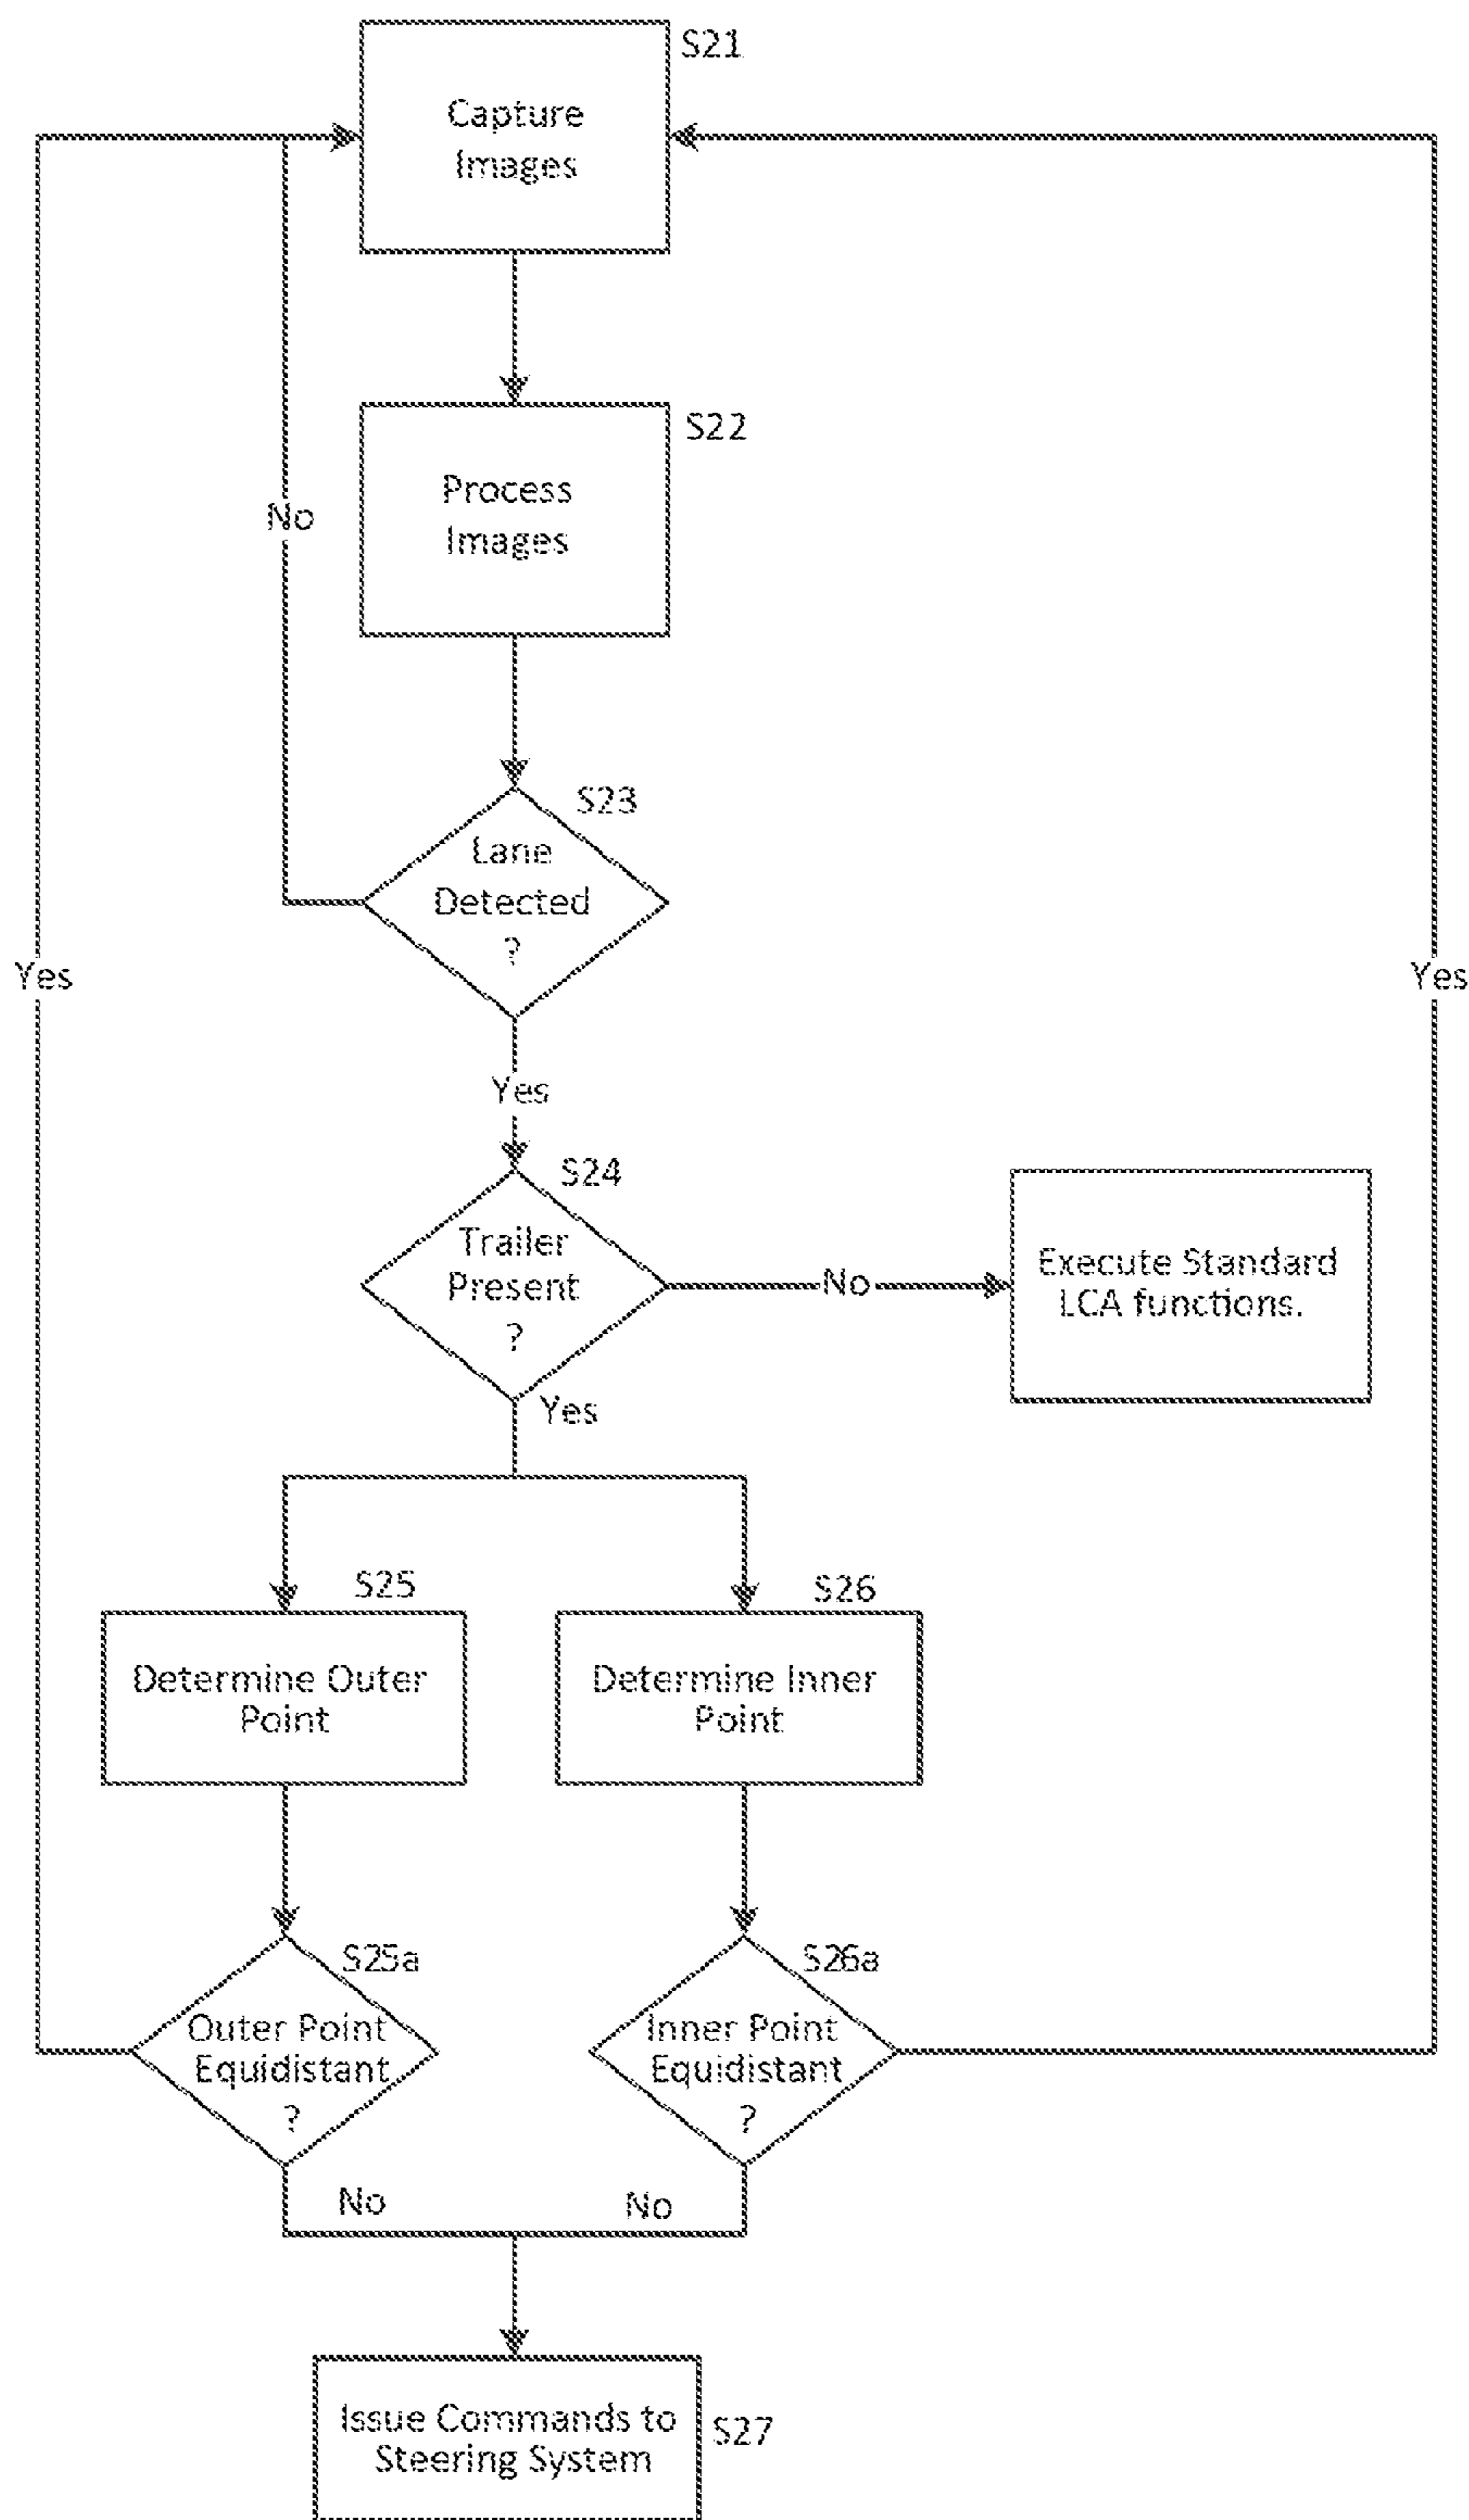 S21
Capture
Images
S22
Process
Images
No
S23
Lane
Detected
?
Yes
Yes
Yes
S24
Trailer
Present
?
No
Execute Standard
LCA functions.
Yes
S25
S26
Determine Outer
Point
Determine Inner
Point
S25a
S26a
Outer Point
Equidistant
?
Inner Point
Equidistant
?
No
No
Issue Commands to
Steering System
S27